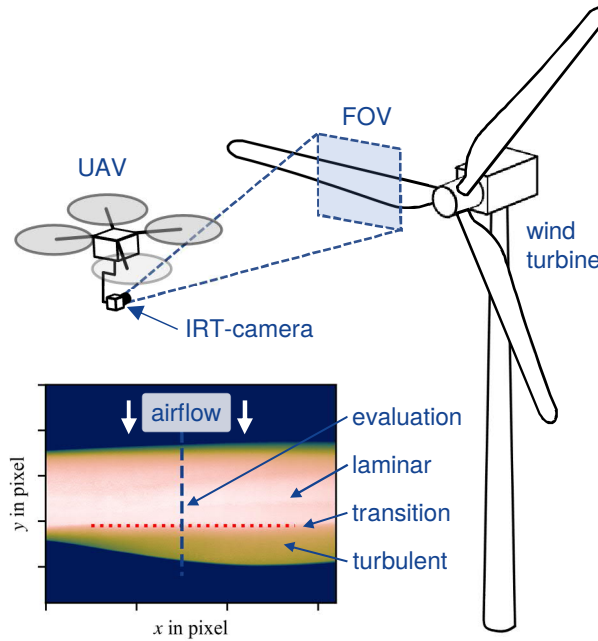 FOV
UAV
wind
turbine
IRT-camera
airflow
evaluation
laminar
transition
turbulent
y in pixel
x in pixel